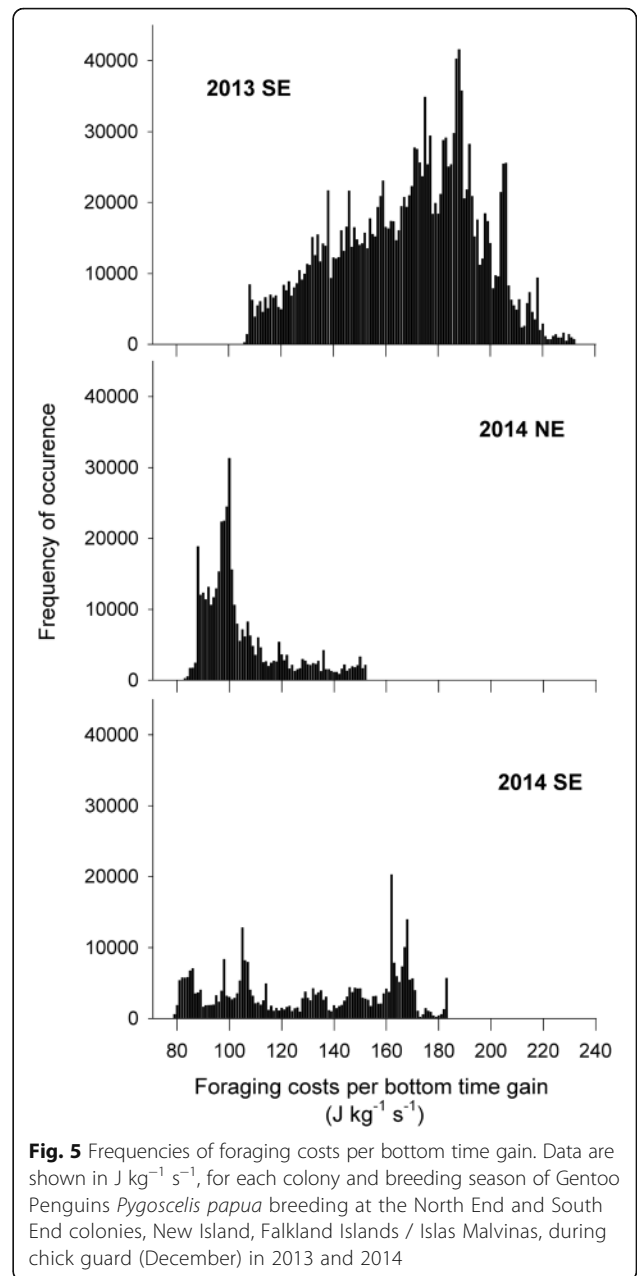 2013 SE
40000
30000
20000
10000
0
2014 NE
40000
30000
20000
10000
0
Frequency of occurence
2014 SE
40000
30000
20000
10000
0
80 100 120 140 160 180 200 220 240
Foraging costs per bottom time gain
(J kg⁻¹ s⁻¹)
Fig. 5 Frequencies of foraging costs per bottom time gain. Data are
shown in J kg⁻¹ s⁻¹, for each colony and breeding season of Gentoo
Penguins Pygoscelis papua breeding at the North End and South
End colonies, New Island, Falkland Islands / Islas Malvinas, during
chick guard (December) in 2013 and 2014